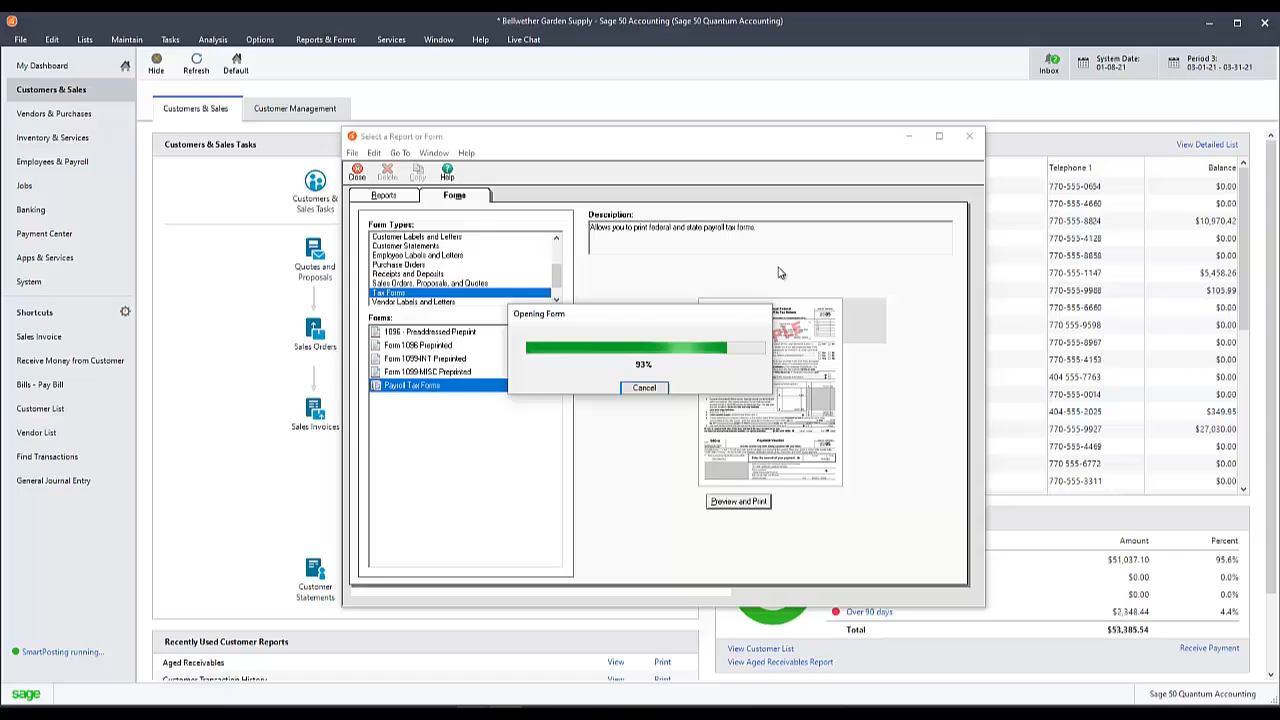 * Bellwether Garden Supply - Sage 50 Accounting (Sage 50 Quantum Accounting)
File Edit Lists Maintain Tasks Analysis Options Reports & Forms Services Window Help Live Chat
My Dashboard
Customers & Sales
Vendors & Purchases
Inventory & Services
Employees & Payroll
Jobs
Banking
Payment Center
Apps & Services
System
Shortcuts
Sales Invoice
Receive Money from Customer
Bills - Pay Bill
Customer List
Vendor List
Find Transactions
General Journal Entry
SmartPosting running...
Hide Refresh Default
Inbox
System Date:
01-08-21
Period 3:
03-01-21 - 03-31-21
Customers & Sales Customer Management
Customers & Sales Tasks
Customers &
Sales Tasks
Quotes and
Proposals
Sales Orders
Sales Invoices
Customer
Statements
Recently Used Customer Reports
Aged Receivables View Print
Customer Transaction History View Print
Select a Report or Form
File Edit Go To Window Help
Close Delete Copy Help
Reports Forms
Form Types:
Customer Labels and Letters
Customer Statements
Employee Labels and Letters
Purchase Orders
Receipts and Deposits
Sales Orders, Proposals, and Quotes
Tax Forms
Vendor Labels and Letters
Forms:
1096 - Preaddressed Preprint
Form 1096 Preprinted
Form 1099-INT Preprinted
Form 1099-MISC Preprinted
Payroll Tax Forms
Description:
Allows you to print federal and state payroll tax forms.
Opening Form
93%
Cancel
Preview and Print
View Detailed List
Telephone 1 Balance
770-555-0654 $0.00
770-555-4660 $0.00
770-555-8824 $10,970.42
770-555-4128 $0.00
770-555-8858 $0.00
770-555-1147 $5,458.26
770-555-9988 $105.99
770-555-6660 $0.00
770 555-9598 $0.00
770-555-8967 $0.00
770-555-4153 $0.00
404 555-7763 $0.00
770-555-0014 $0.00
404-555-2025 $349.92
770-555-9927 $27,030.00
770-555-4469 $0.00
770 555-6772 $0.00
770-555-3311 $0.00
Amount Percent
$51,037.10 95.6%
$0.00 0.0%
$0.00 0.0%
Over 90 days $2,348.44 4.4%
Total $53,385.54
View Customer List
View Aged Receivables Report
Receive Payment
sage
Sage 50 Quantum Accounting